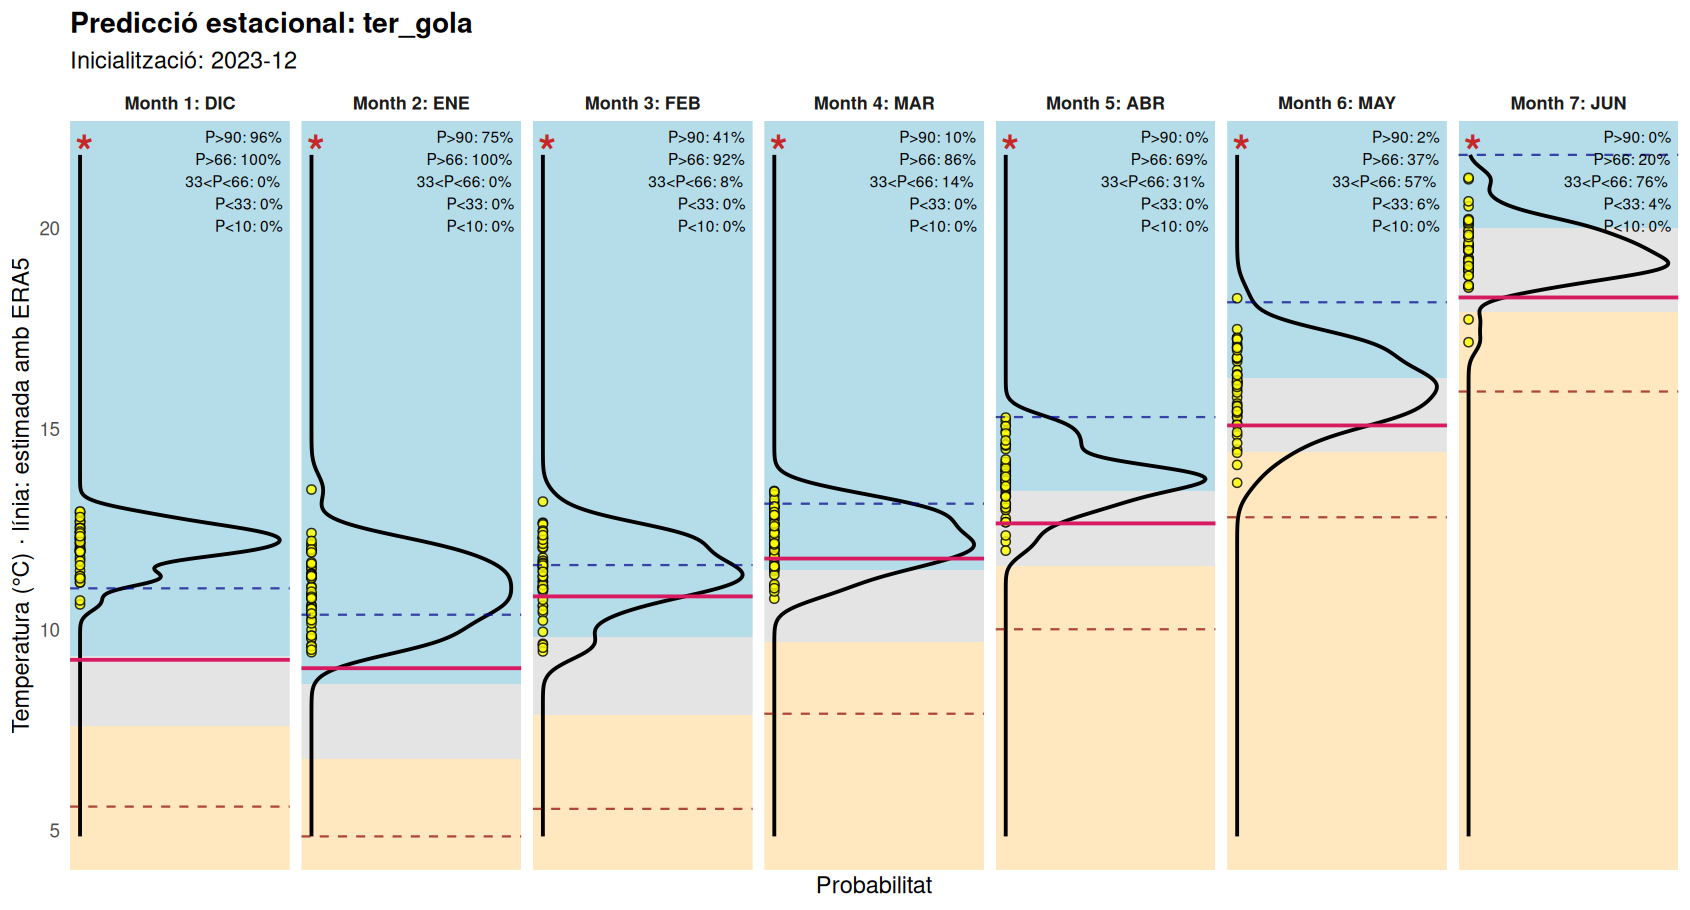 Predicció estacional: ter_gola
Inicialització: 2023-12
Month 1: DIC
Month 2: ENE
Month 3: FEB
Month 4: MAR
Month 5: ABR
Month 6: MAY
Month 7: JUN
*
P>90: 96%
P>66: 100%
33<P<66: 0%
P<33: 0%
P<10: 0%
*
P>90: 75%
P>66: 100%
33<P<66: 0%
P<33: 0%
P<10: 0%
*
P>90: 41%
P>66: 92%
33<P<66: 8%
P<33: 0%
P<10: 0%
*
P>90: 10%
P>66: 86%
33<P<66: 14%
P<33: 0%
P<10: 0%
*
P>90: 0%
P>66: 69%
33<P<66: 31%
P<33: 0%
P<10: 0%
*
P>90: 2%
P>66: 37%
33<P<66: 57%
P<33: 6%
P<10: 0%
*
P>90: 0%
P>66: 20%
33<P<66: 76%
P<33: 4%
P<10: 0%
20
15
10
5
Temperatura (°C) · línia: estimada amb ERA5
Probabilitat